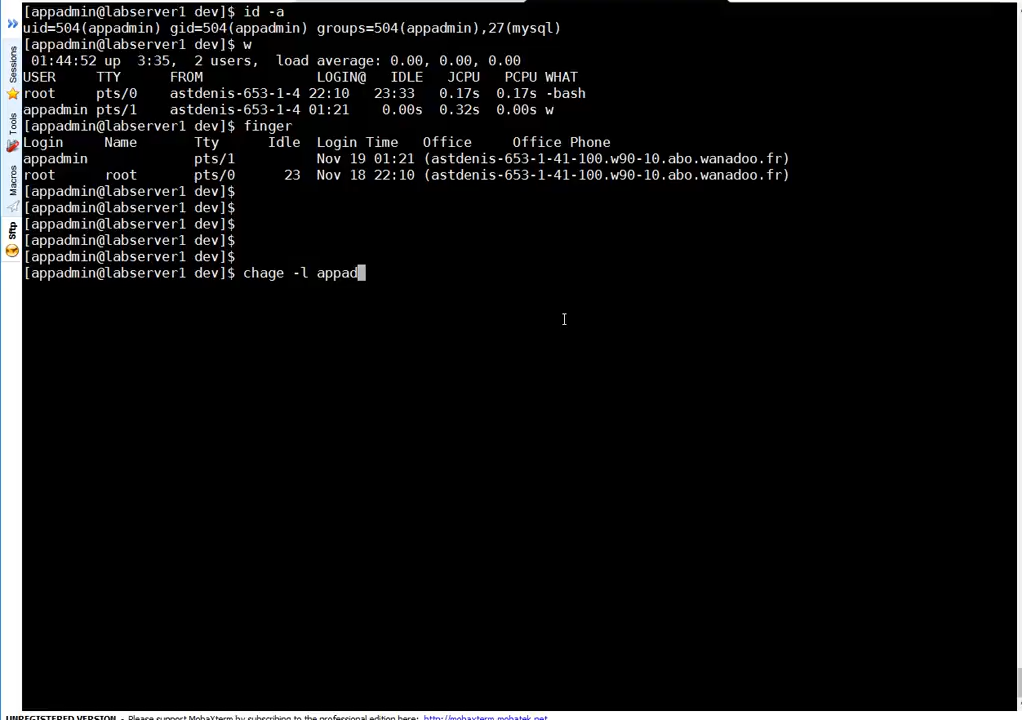 [appadmin@labserver1 dev]$ id -a
uid=504(appadmin) gid=504(appadmin) groups=504(appadmin),27(mysql)
[appadmin@labserver1 dev]$ w
 01:44:52 up  3:35,  2 users,  load average: 0.00, 0.00, 0.00
USER     TTY      FROM              LOGIN@   IDLE   JCPU   PCPU WHAT
root     pts/0    astdenis-653-1-4 22:10   23:33   0.17s  0.17s -bash
appadmin pts/1    astdenis-653-1-4 01:21    0.00s  0.32s  0.00s w
[appadmin@labserver1 dev]$ finger
Login     Name       Tty      Idle  Login Time   Office     Office Phone
appadmin             pts/1          Nov 19 01:21 (astdenis-653-1-41-100.w90-10.abo.wanadoo.fr)
root      root       pts/0      23  Nov 18 22:10 (astdenis-653-1-41-100.w90-10.abo.wanadoo.fr)
[appadmin@labserver1 dev]$
[appadmin@labserver1 dev]$
[appadmin@labserver1 dev]$
[appadmin@labserver1 dev]$
[appadmin@labserver1 dev]$
[appadmin@labserver1 dev]$ chage -l appad
Sessions
Tools
Macros
Sftp
UNREGISTERED VERSION - Please support MobaXterm by subscribing to the professional edition here: http://mobaxterm.mobatek.net